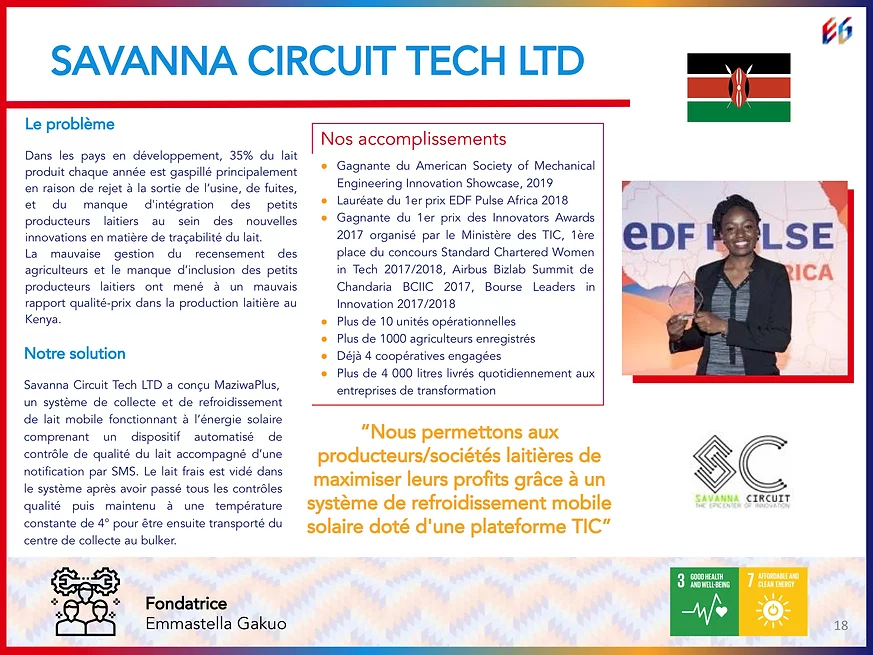 SAVANNA CIRCUIT TECH LTD
EG
Le problème
Dans les pays en développement, 35% du lait
produit chaque année est gaspillé principalement
en raison de rejet à la sortie de l'usine, de fuites,
et du manque d'intégration des petits
producteurs laitiers au sein des nouvelles
innovations en matière de traçabilité du lait.
La mauvaise gestion du recensement des
agriculteurs et le manque d'inclusion des petits
producteurs laitiers ont mené à un mauvais
rapport qualité-prix dans la production laitière au
Kenya.
Notre solution
Savanna Circuit Tech LTD a conçu MaziwaPlus,
un système de collecte et de refroidissement
de lait mobile fonctionnant à l'énergie solaire
comprenant un dispositif automatisé de
contrôle de qualité du lait accompagné d'une
notification par SMS. Le lait frais est vidé dans
le système après avoir passé tous les contrôles
qualité puis maintenu à une température
constante de 4° pour être ensuite transporté du
centre de collecte au bulker.
Nos accomplissements
• Gagnante du American Society of Mechanical
Engineering Innovation Showcase, 2019
• Lauréate du 1er prix EDF Pulse Africa 2018
• Gagnante du 1er prix des Innovators Awards
2017 organisé par le Ministère des TIC, 1ère
place du concours Standard Chartered Women
in Tech 2017/2018, Airbus Bizlab Summit de
Chandaria BCIIC 2017, Bourse Leaders in
Innovation 2017/2018
• Plus de 10 unités opérationnelles
• Plus de 1000 agriculteurs enregistrés
• Déjà 4 coopératives engagées
• Plus de 4 000 litres livrés quotidiennement aux
entreprises de transformation
"Nous permettons aux
producteurs/sociétés laitières de
maximiser leurs profits grâce à un
système de refroidissement mobile
solaire doté d'une plateforme TIC"
SC
SAVANNA CIRCUIT
THE EPICENTER OF INNOVATION
Fondatrice
Emmastella Gakuo
3 GOOD HEALTH
AND WELL-BEING
7 AFFORDABLE AND
CLEAN ENERGY
18